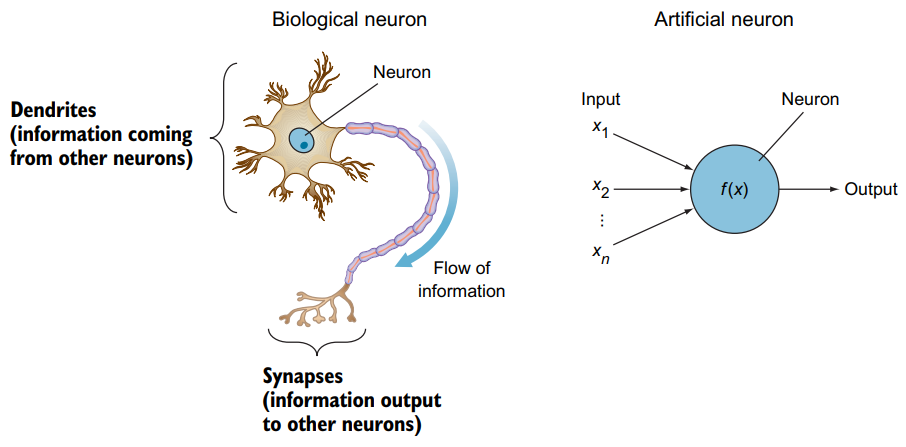 Biological neuron
Neuron
Dendrites
(information coming
from other neurons)
Flow of
information
Synapses
(information output
to other neurons)
Artificial neuron
Input
Neuron
x1
x2
f(x)
Output
⋮
xn